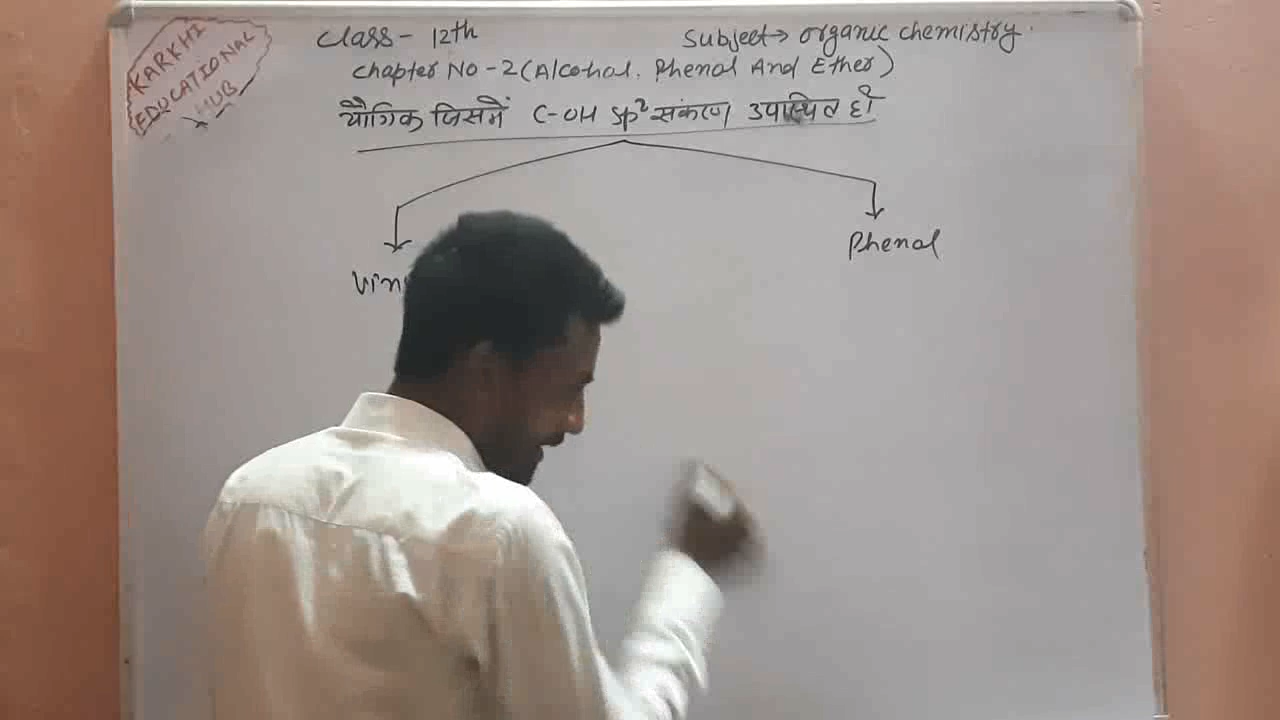 KARKHI
EDUCATIONAL
HUB
Class - 12th
Subject → organic chemistry.
Chapter No - 2 (Alcohol. Phenol And Ether)
यौगिक जिसमें C-OH sp² संकरण उपस्थित हो
Phenol